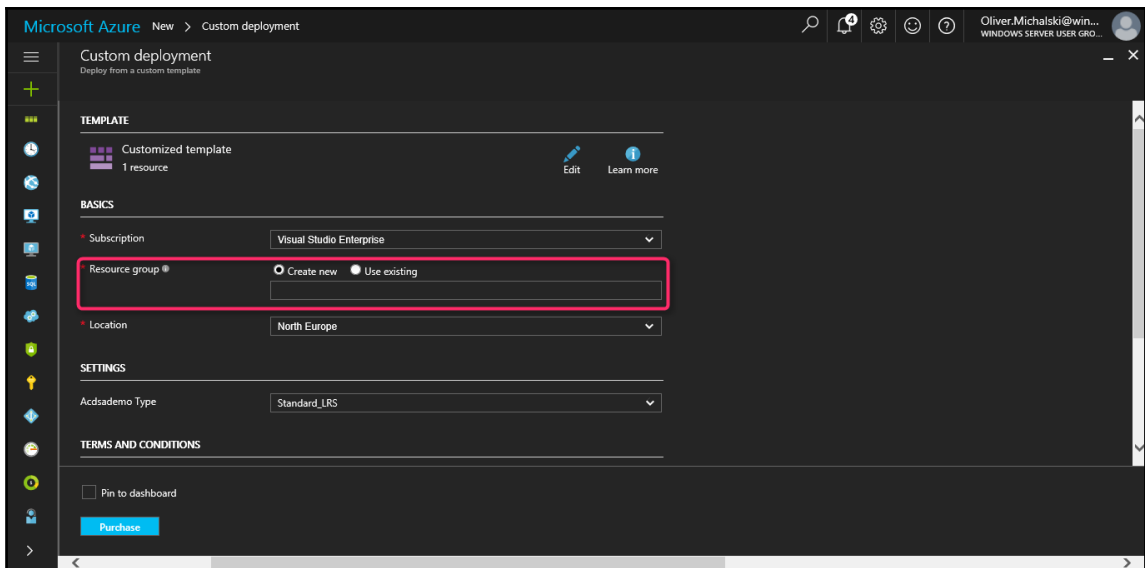 Microsoft Azure New > Custom deployment
4
Oliver.Michalski@win...
WINDOWS SERVER USER GRO...
Custom deployment
Deploy from a custom template
TEMPLATE
Customized template
1 resource
Edit
Learn more
BASICS
* Subscription
Visual Studio Enterprise
* Resource group
Create new
Use existing
* Location
North Europe
SETTINGS
Acdsademo Type
Standard_LRS
TERMS AND CONDITIONS
Pin to dashboard
Purchase